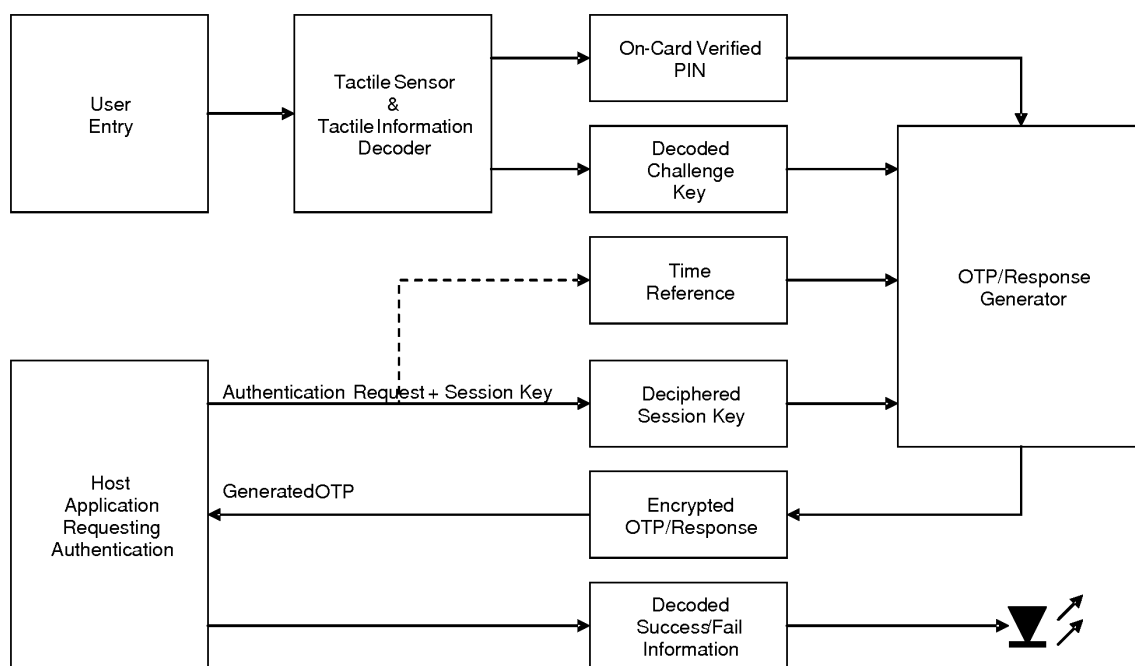 User
Entry
Tactile Sensor
&
Tactile Information
Decoder
On-Card Verified
PIN
Decoded
Challenge
Key
Time
Reference
OTP/Response
Generator
Authentication Request + Session Key
Deciphered
Session Key
Host
Application
Requesting
Authentication
GeneratedOTP
Encrypted
OTP/Response
Decoded
Success/Fail
Information